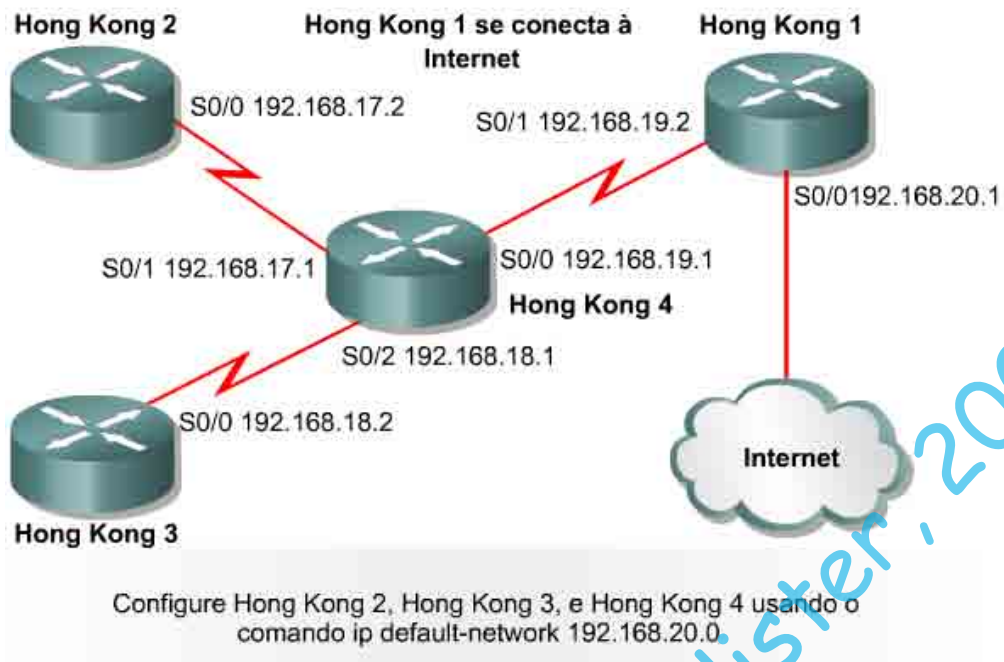 Hong Kong 2
Hong Kong 1 se conecta à
Internet
Hong Kong 1
S0/0 192.168.17.2
S0/1 192.168.19.2
S0/0192.168.20.1
S0/1 192.168.17.1
S0/0 192.168.19.1
Hong Kong 4
S0/2 192.168.18.1
S0/0 192.168.18.2
Internet
Hong Kong 3
Configure Hong Kong 2, Hong Kong 3, e Hong Kong 4 usando o
comando ip default-network 192.168.20.0